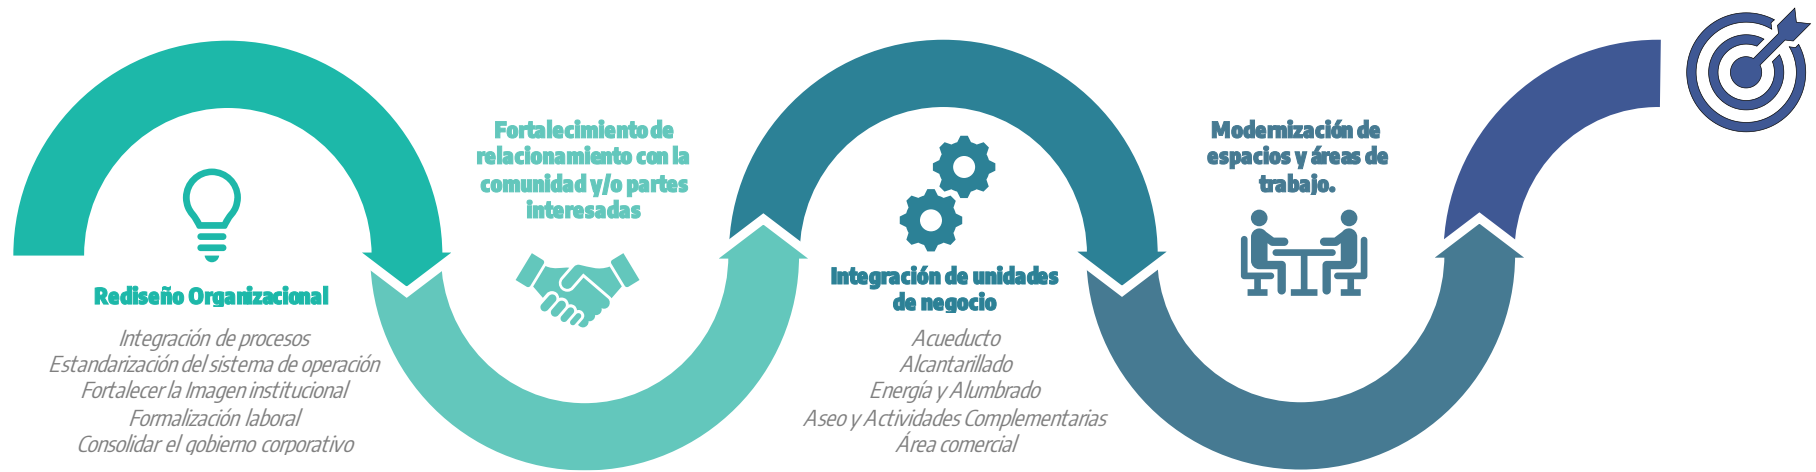 Rediseño Organizacional
Integración de procesos
Estandarización del sistema de operación
Fortalecer la Imagen institucional
Formalización laboral
Consolidar el gobierno corporativo
Fortalecimiento de
relacionamiento con la
comunidad y/o partes
interesadas
Integración de unidades
de negocio
Acueducto
Alcantarillado
Energía y Alumbrado
Aseo y Actividades Complementarias
Área comercial
Modernización de
espacios y áreas de
trabajo.